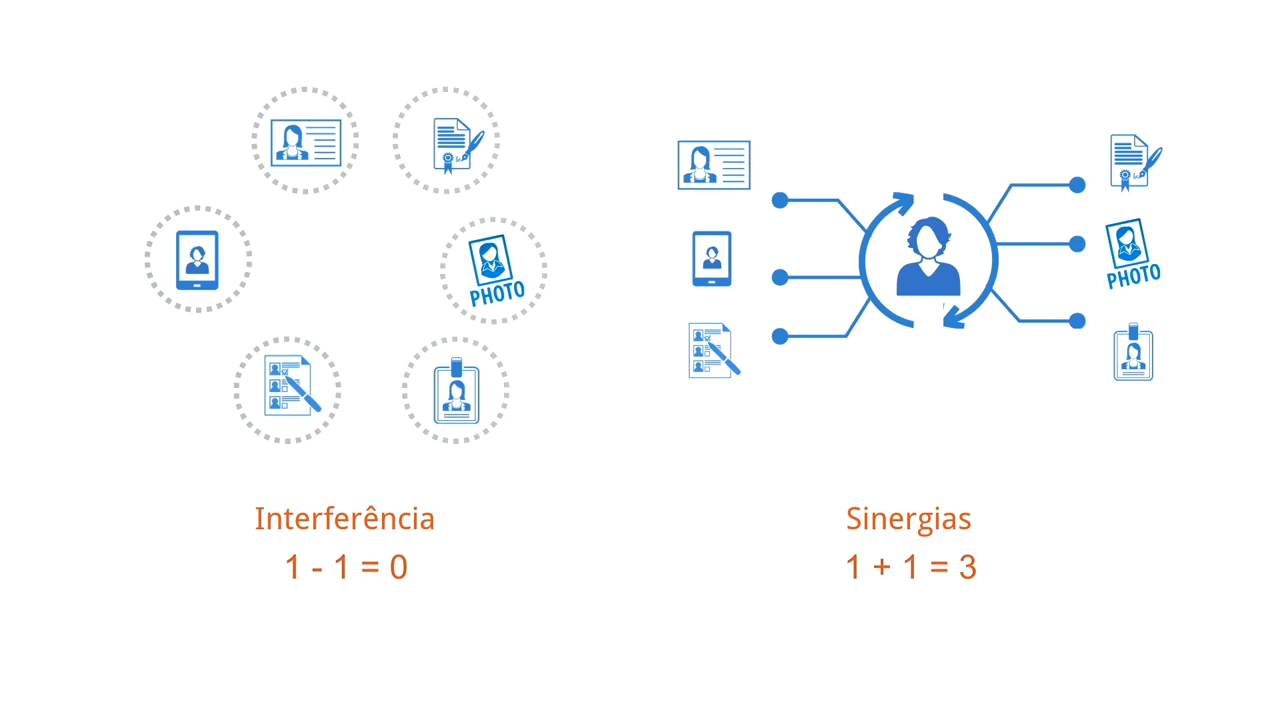 PHOTO
PHOTO
Interferência
1 - 1 = 0
Sinergias
1 + 1 = 3